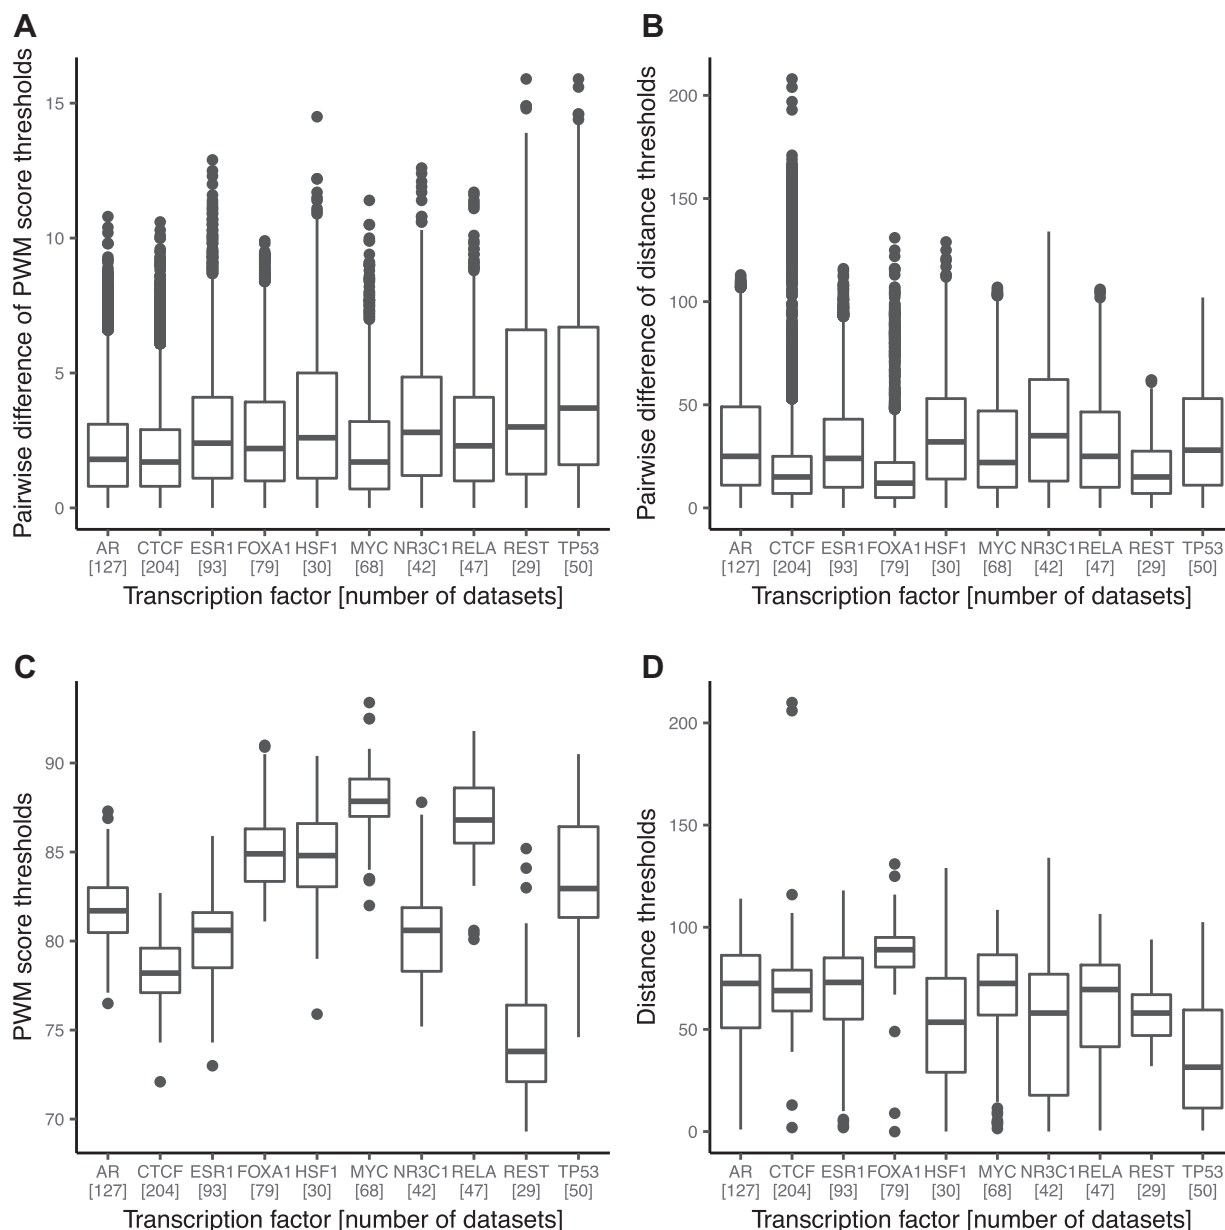 A
Pairwise difference of PWM score thresholds
15
10
5
0
AR CTCF ESR1 FOXA1 HSF1 MYC NR3C1 RELA REST TP53
[127] [204] [93] [79] [30] [68] [42] [47] [29] [50]
Transcription factor [number of datasets]
B
Pairwise difference of distance thresholds
200
150
100
50
0
AR CTCF ESR1 FOXA1 HSF1 MYC NR3C1 RELA REST TP53
[127] [204] [93] [79] [30] [68] [42] [47] [29] [50]
Transcription factor [number of datasets]
C
PWM score thresholds
90
85
80
75
70
AR CTCF ESR1 FOXA1 HSF1 MYC NR3C1 RELA REST TP53
[127] [204] [93] [79] [30] [68] [42] [47] [29] [50]
Transcription factor [number of datasets]
D
Distance thresholds
200
150
100
50
0
AR CTCF ESR1 FOXA1 HSF1 MYC NR3C1 RELA REST TP53
[127] [204] [93] [79] [30] [68] [42] [47] [29] [50]
Transcription factor [number of datasets]